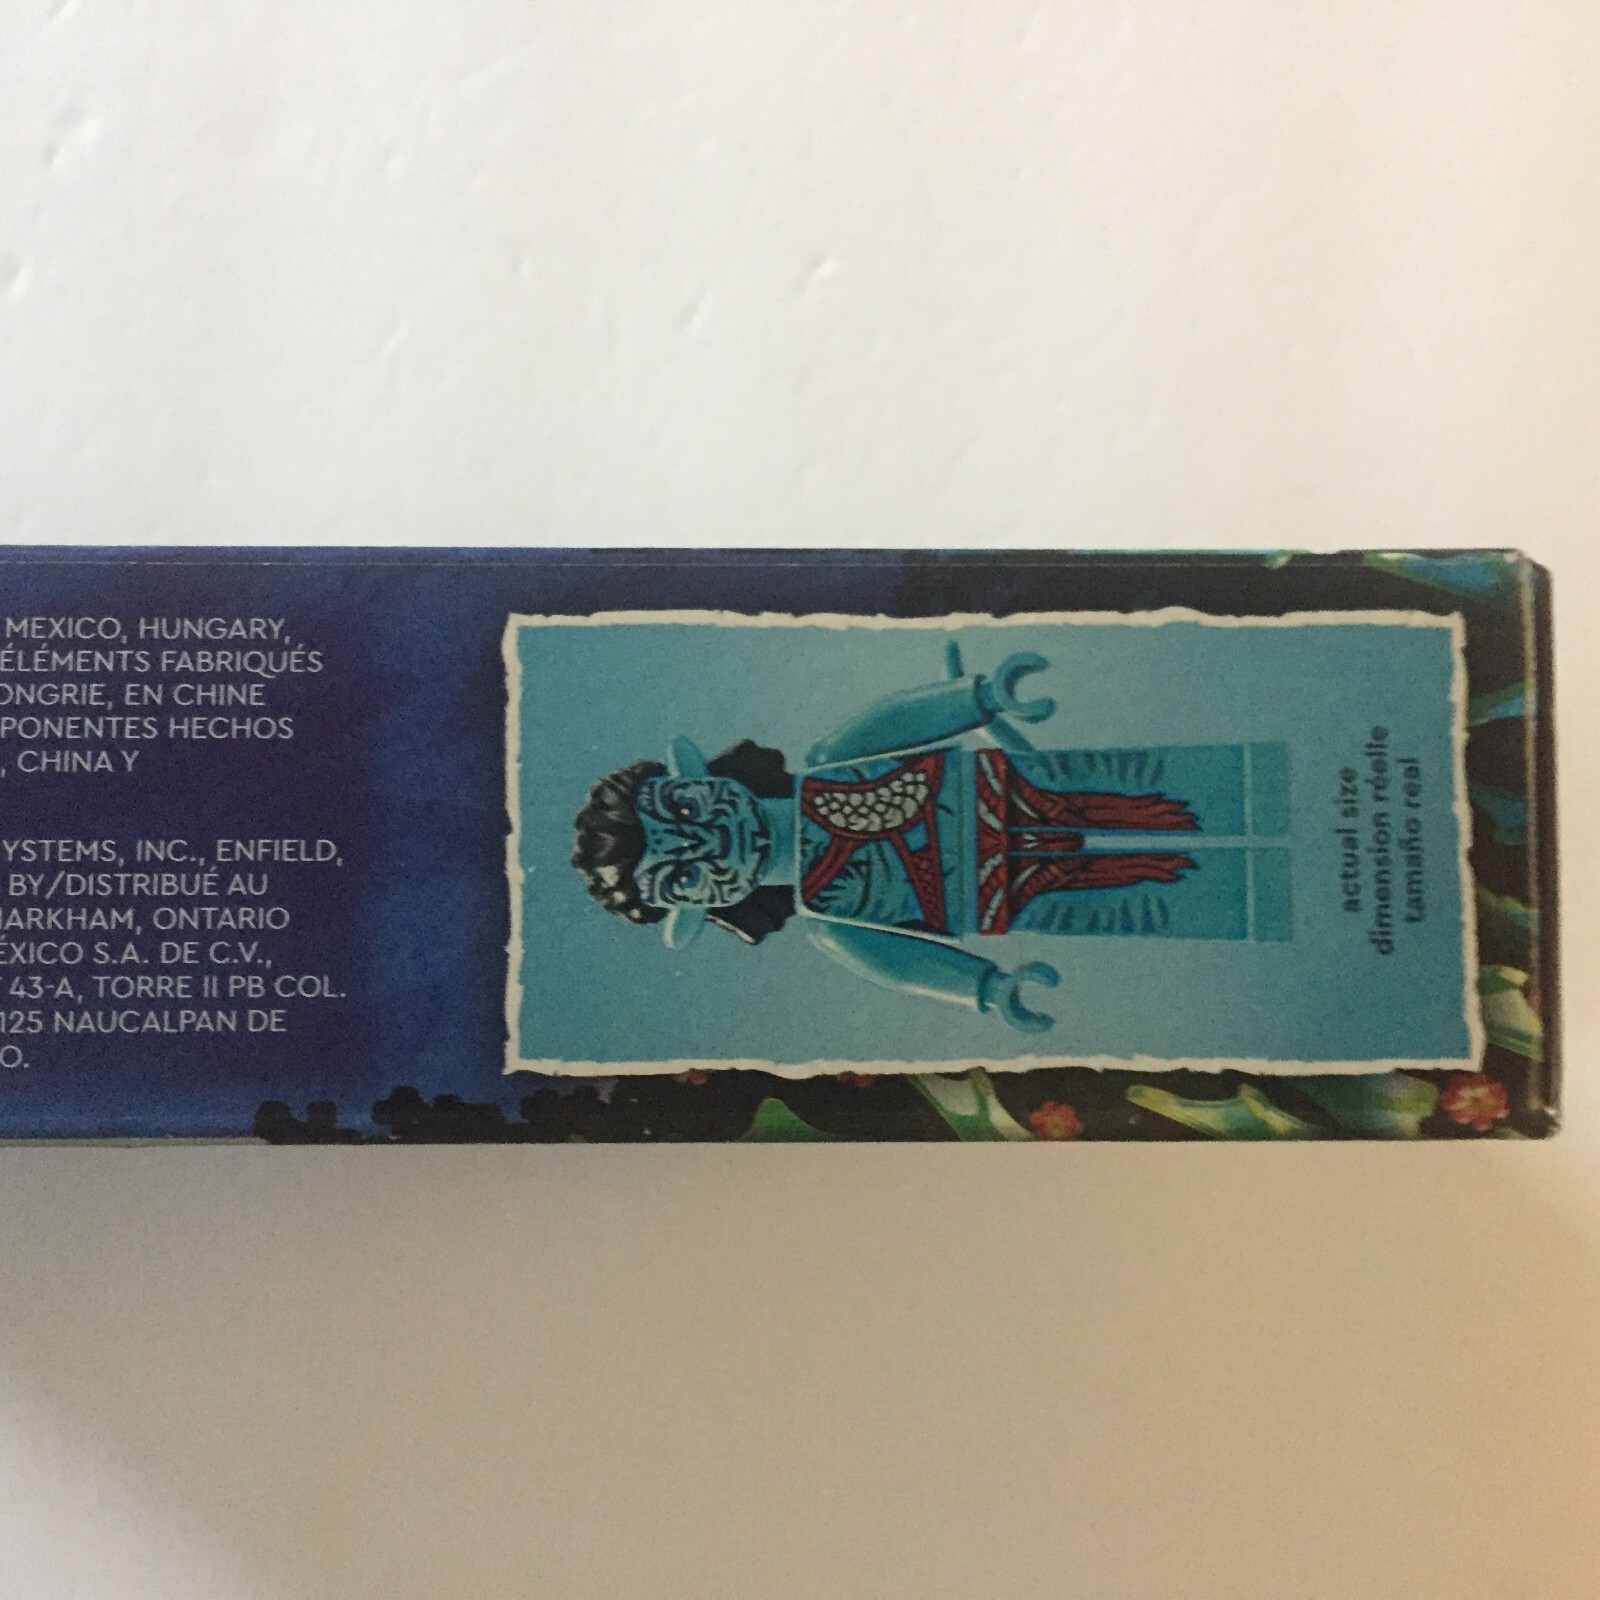 MEXICO, HUNGARY,
ÉLÉMENTS FABRIQUÉS
ONGRIE, EN CHINE
PONENTES HECHOS
, CHINA Y
YSTEMS, INC., ENFIELD,
BY/DISTRIBUÉ AU
MARKHAM, ONTARIO
ÉXICO S.A. DE C.V.,
43-A, TORRE II PB COL.
125 NAUCALPAN DE
O.
actual size
dimension réelle
tamaño real